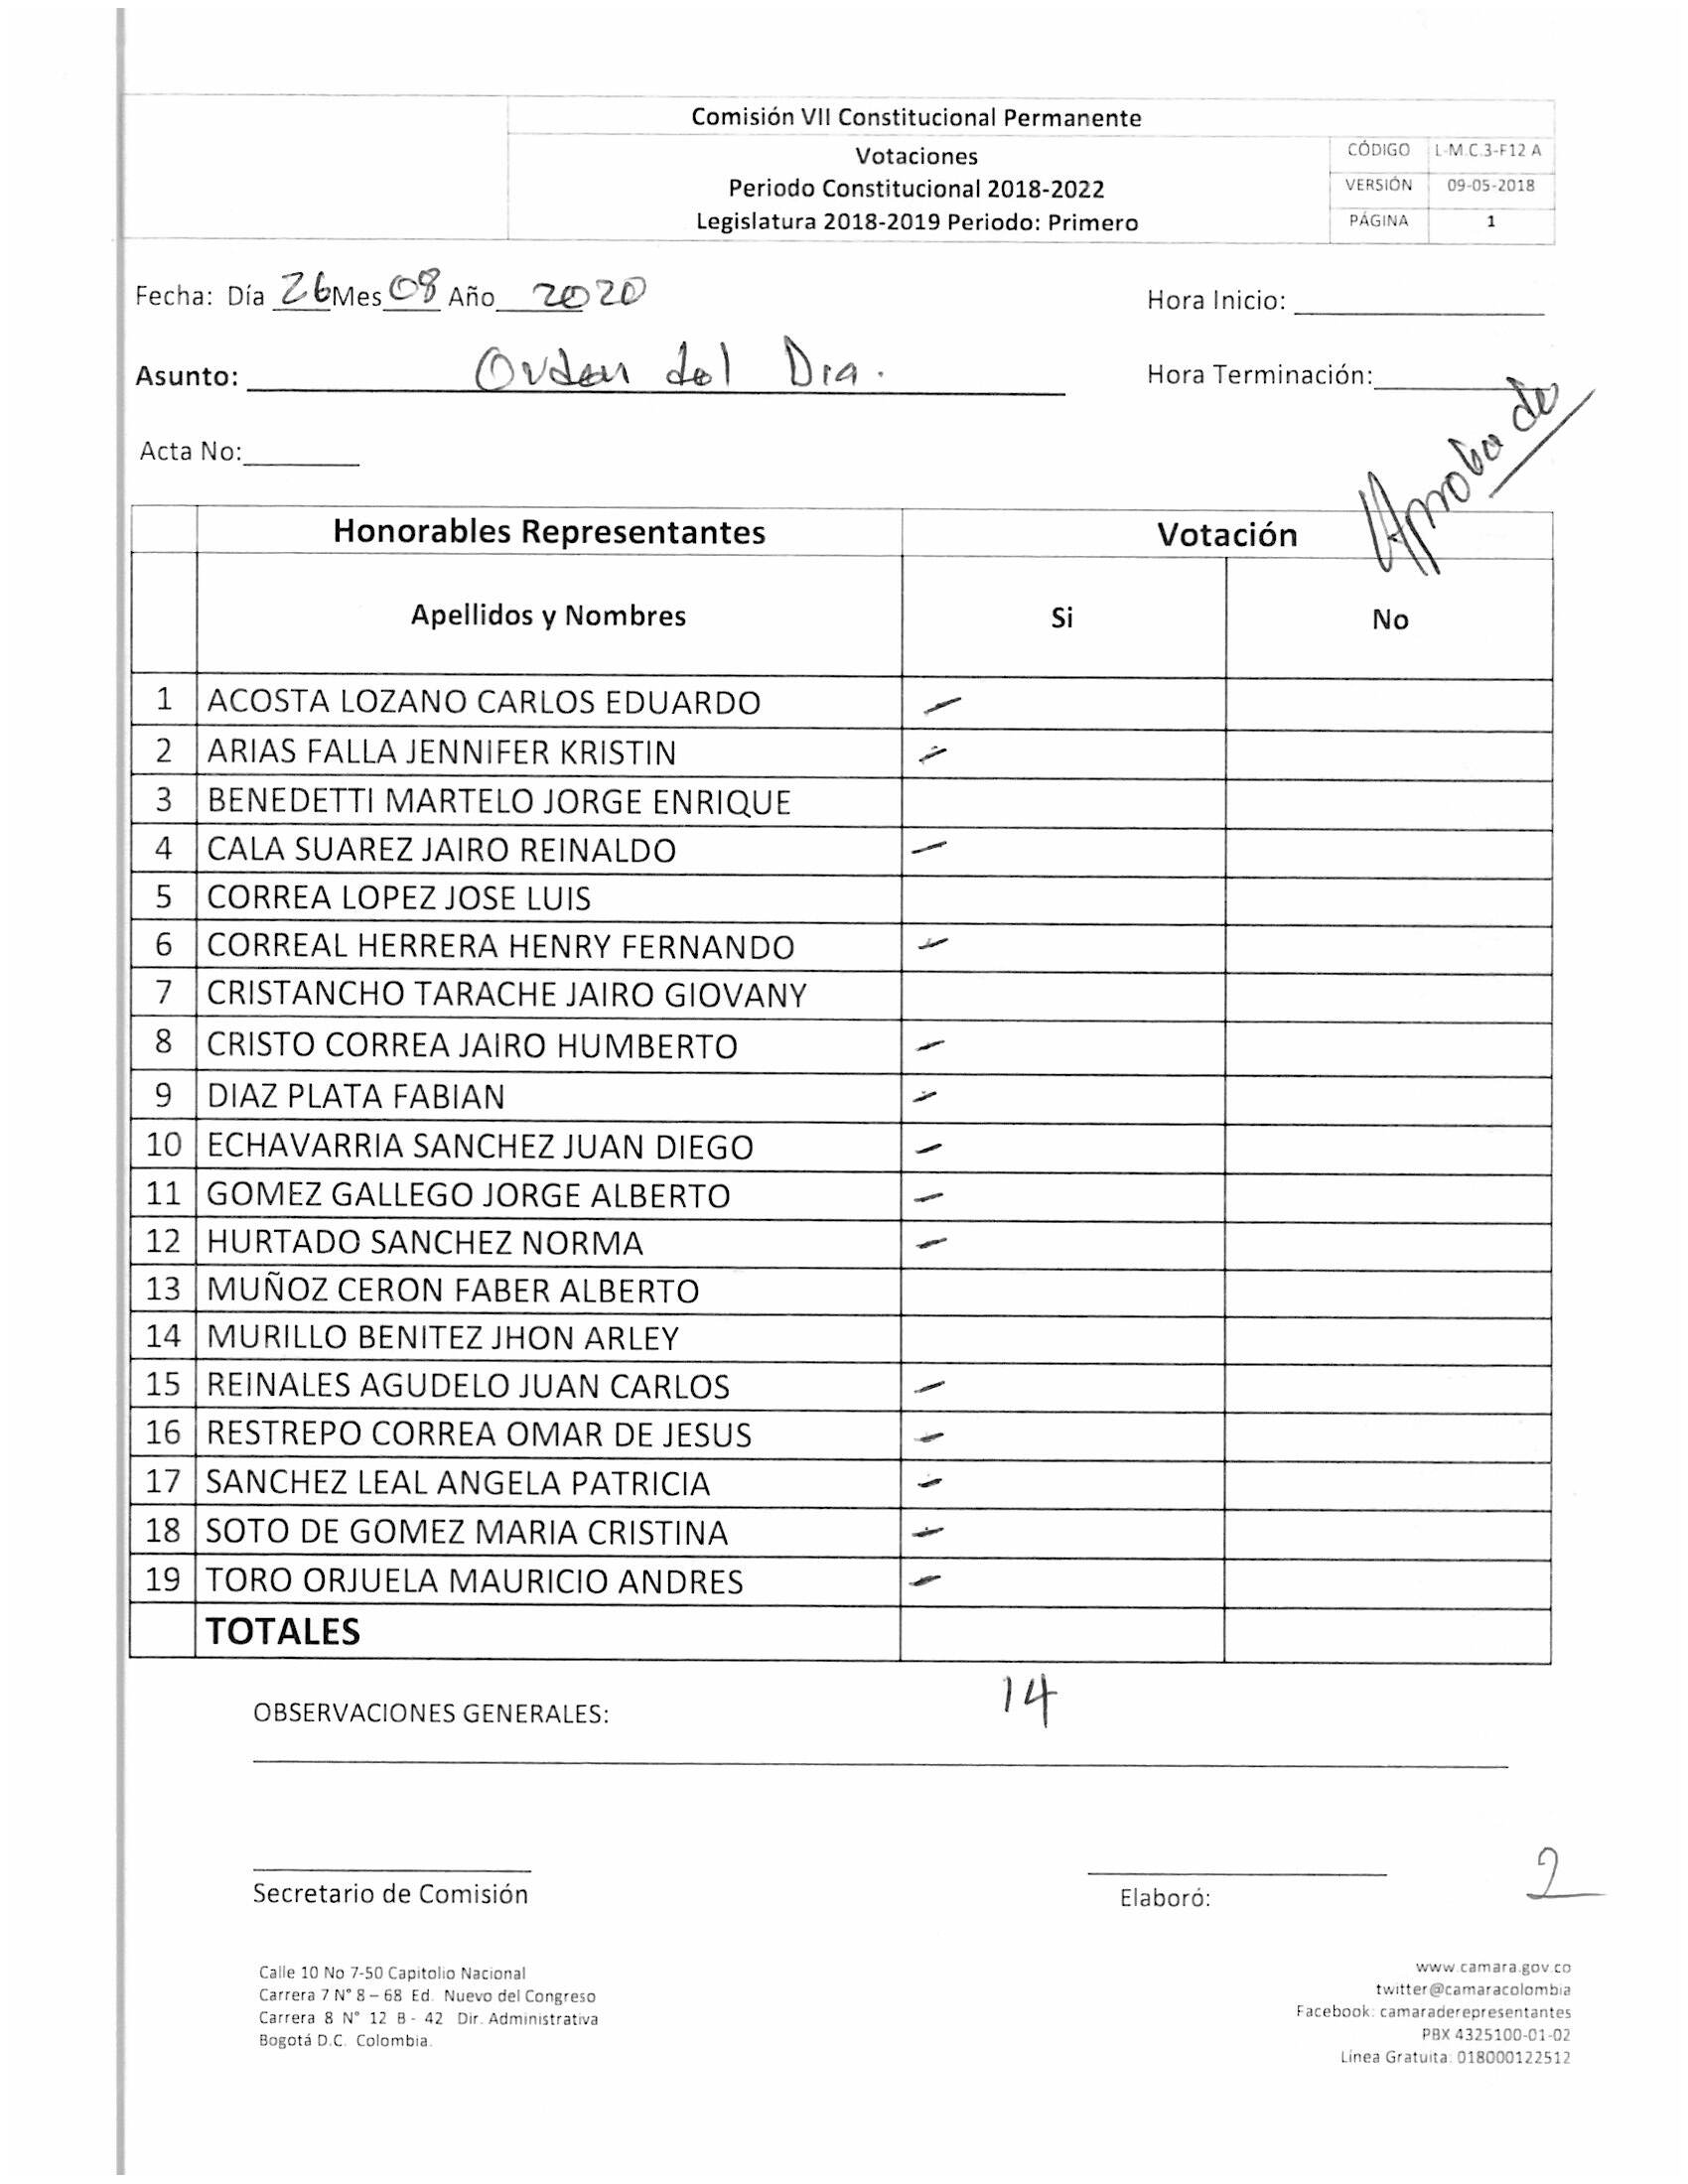 Comisión VII Constitucional Permanente
Votaciones
Periodo Constitucional 2018-2022
Legislatura 2018-2019 Periodo: Primero
CÓDIGO L-M.C.3-F12 A
VERSIÓN 09-05-2018
PÁGINA 1
Fecha: Día 26 Mes 08 Año 2020
Hora Inicio:
Asunto: Orden del Dia.
Hora Terminación:
Aprobado
Acta No:
Honorables Representantes Votación
Apellidos y Nombres Si No
1 ACOSTA LOZANO CARLOS EDUARDO
2 ARIAS FALLA JENNIFER KRISTIN
3 BENEDETTI MARTELO JORGE ENRIQUE
4 CALA SUAREZ JAIRO REINALDO
5 CORREA LOPEZ JOSE LUIS
6 CORREAL HERRERA HENRY FERNANDO
7 CRISTANCHO TARACHE JAIRO GIOVANY
8 CRISTO CORREA JAIRO HUMBERTO
9 DIAZ PLATA FABIAN
10 ECHAVARRIA SANCHEZ JUAN DIEGO
11 GOMEZ GALLEGO JORGE ALBERTO
12 HURTADO SANCHEZ NORMA
13 MUÑOZ CERON FABER ALBERTO
14 MURILLO BENITEZ JHON ARLEY
15 REINALES AGUDELO JUAN CARLOS
16 RESTREPO CORREA OMAR DE JESUS
17 SANCHEZ LEAL ANGELA PATRICIA
18 SOTO DE GOMEZ MARIA CRISTINA
19 TORO ORJUELA MAURICIO ANDRES
TOTALES
14
OBSERVACIONES GENERALES:
Secretario de Comisión
Elaboró:
2
Calle 10 No 7-50 Capitolio Nacional
Carrera 7 N° 8 – 68 Ed. Nuevo del Congreso
Carrera 8 N° 12 B - 42 Dir. Administrativa
Bogotá D.C. Colombia.
www.camara.gov.co
twitter@camaracolombia
Facebook: camaraderepresentantes
PBX 4325100-01-02
Linea Gratuita: 018000122512